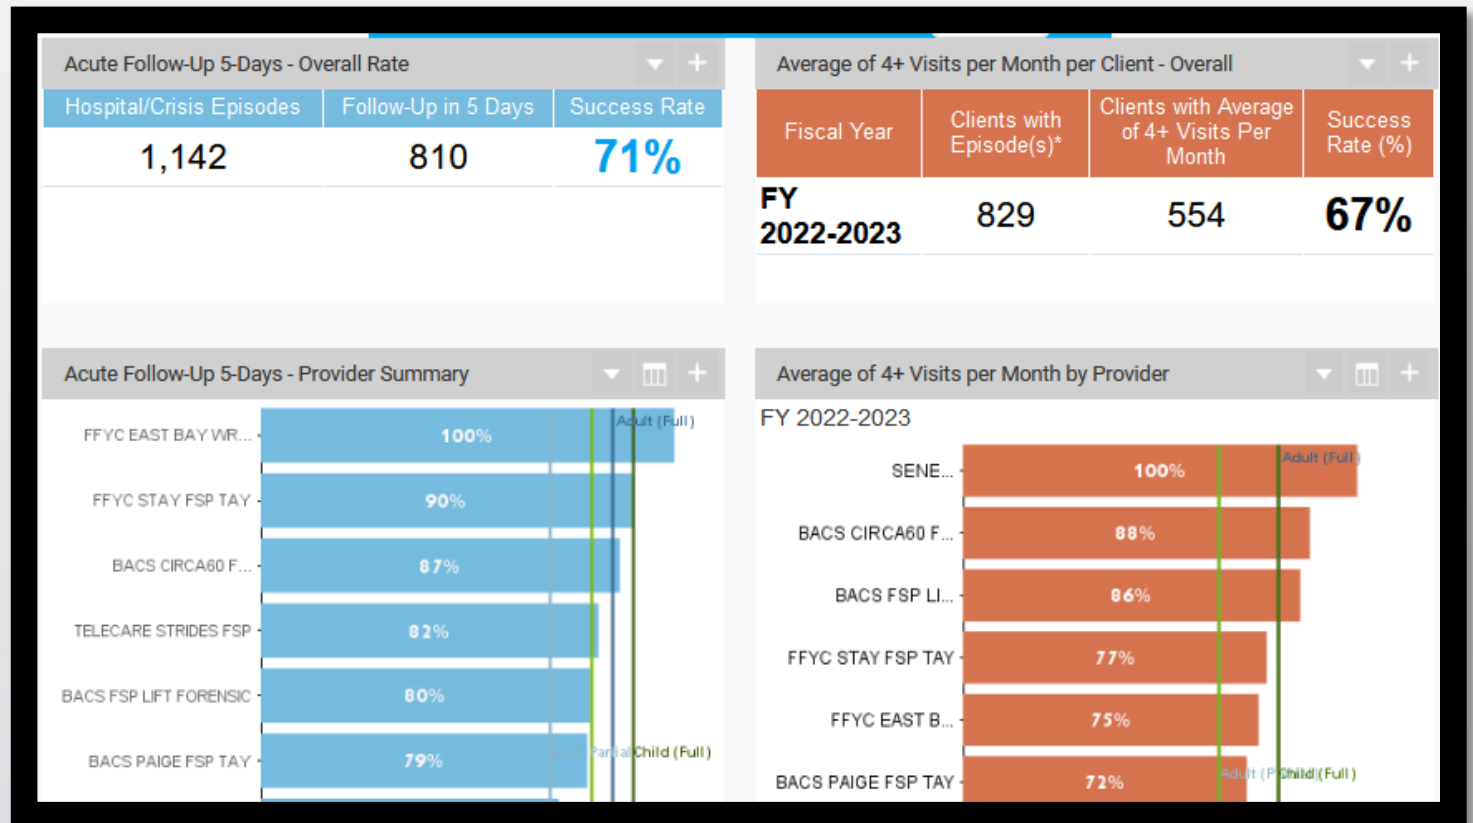 Acute Follow-Up 5-Days - Overall Rate
Hospital/Crisis Episodes Follow-Up in 5 Days Success Rate
1,142 810 71%
Average of 4+ Visits per Month per Client - Overall
Fiscal Year
Clients with
Episode(s)*
Clients with Average
of 4+ Visits Per
Month
Success
Rate (%)
FY
2022-2023
829 554 67%
Acute Follow-Up 5-Days - Provider Summary
Adult (Full)
FFYC EAST BAY WR... 100%
FFYC STAY FSP TAY 90%
BACS CIRCA60 F... 87%
TELECARE STRIDES FSP 82%
BACS FSP LIFT FORENSIC 80%
Partial Child (Full)
BACS PAIGE FSP TAY 79%
Average of 4+ Visits per Month by Provider
FY 2022-2023
Adult (Full)
SENE... 100%
BACS CIRCA60 F... 88%
BACS FSP LI... 86%
FFYC STAY FSP TAY 77%
FFYC EAST B... 75%
Adult (P Child (Full)
BACS PAIGE FSP TAY 72%